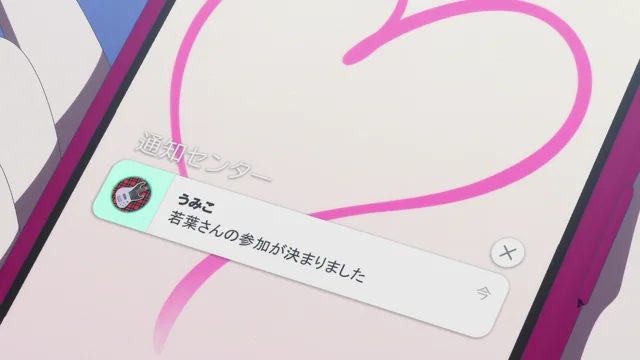 通知センター
うみこ
若葉さんの参加が決まりました
今